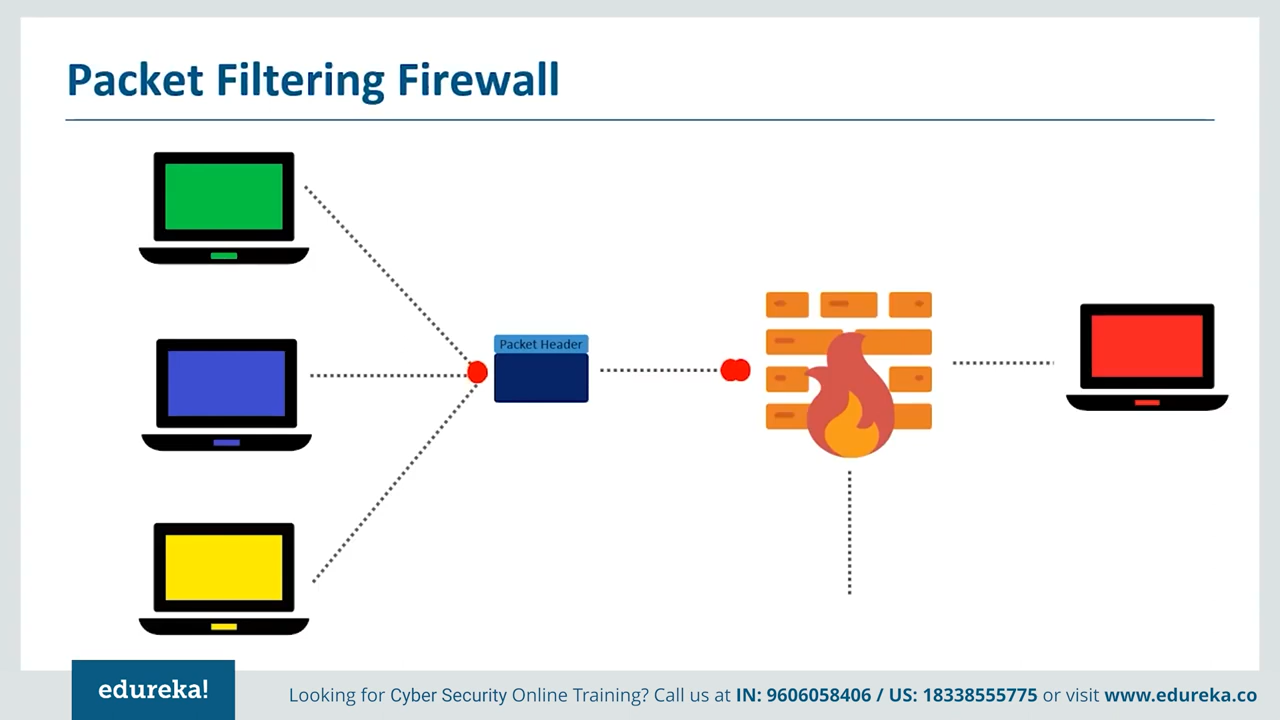 Packet Filtering Firewall
Packet Header
edureka!
Looking for Cyber Security Online Training? Call us at IN: 9606058406 / US: 18338555775 or visit www.edureka.co